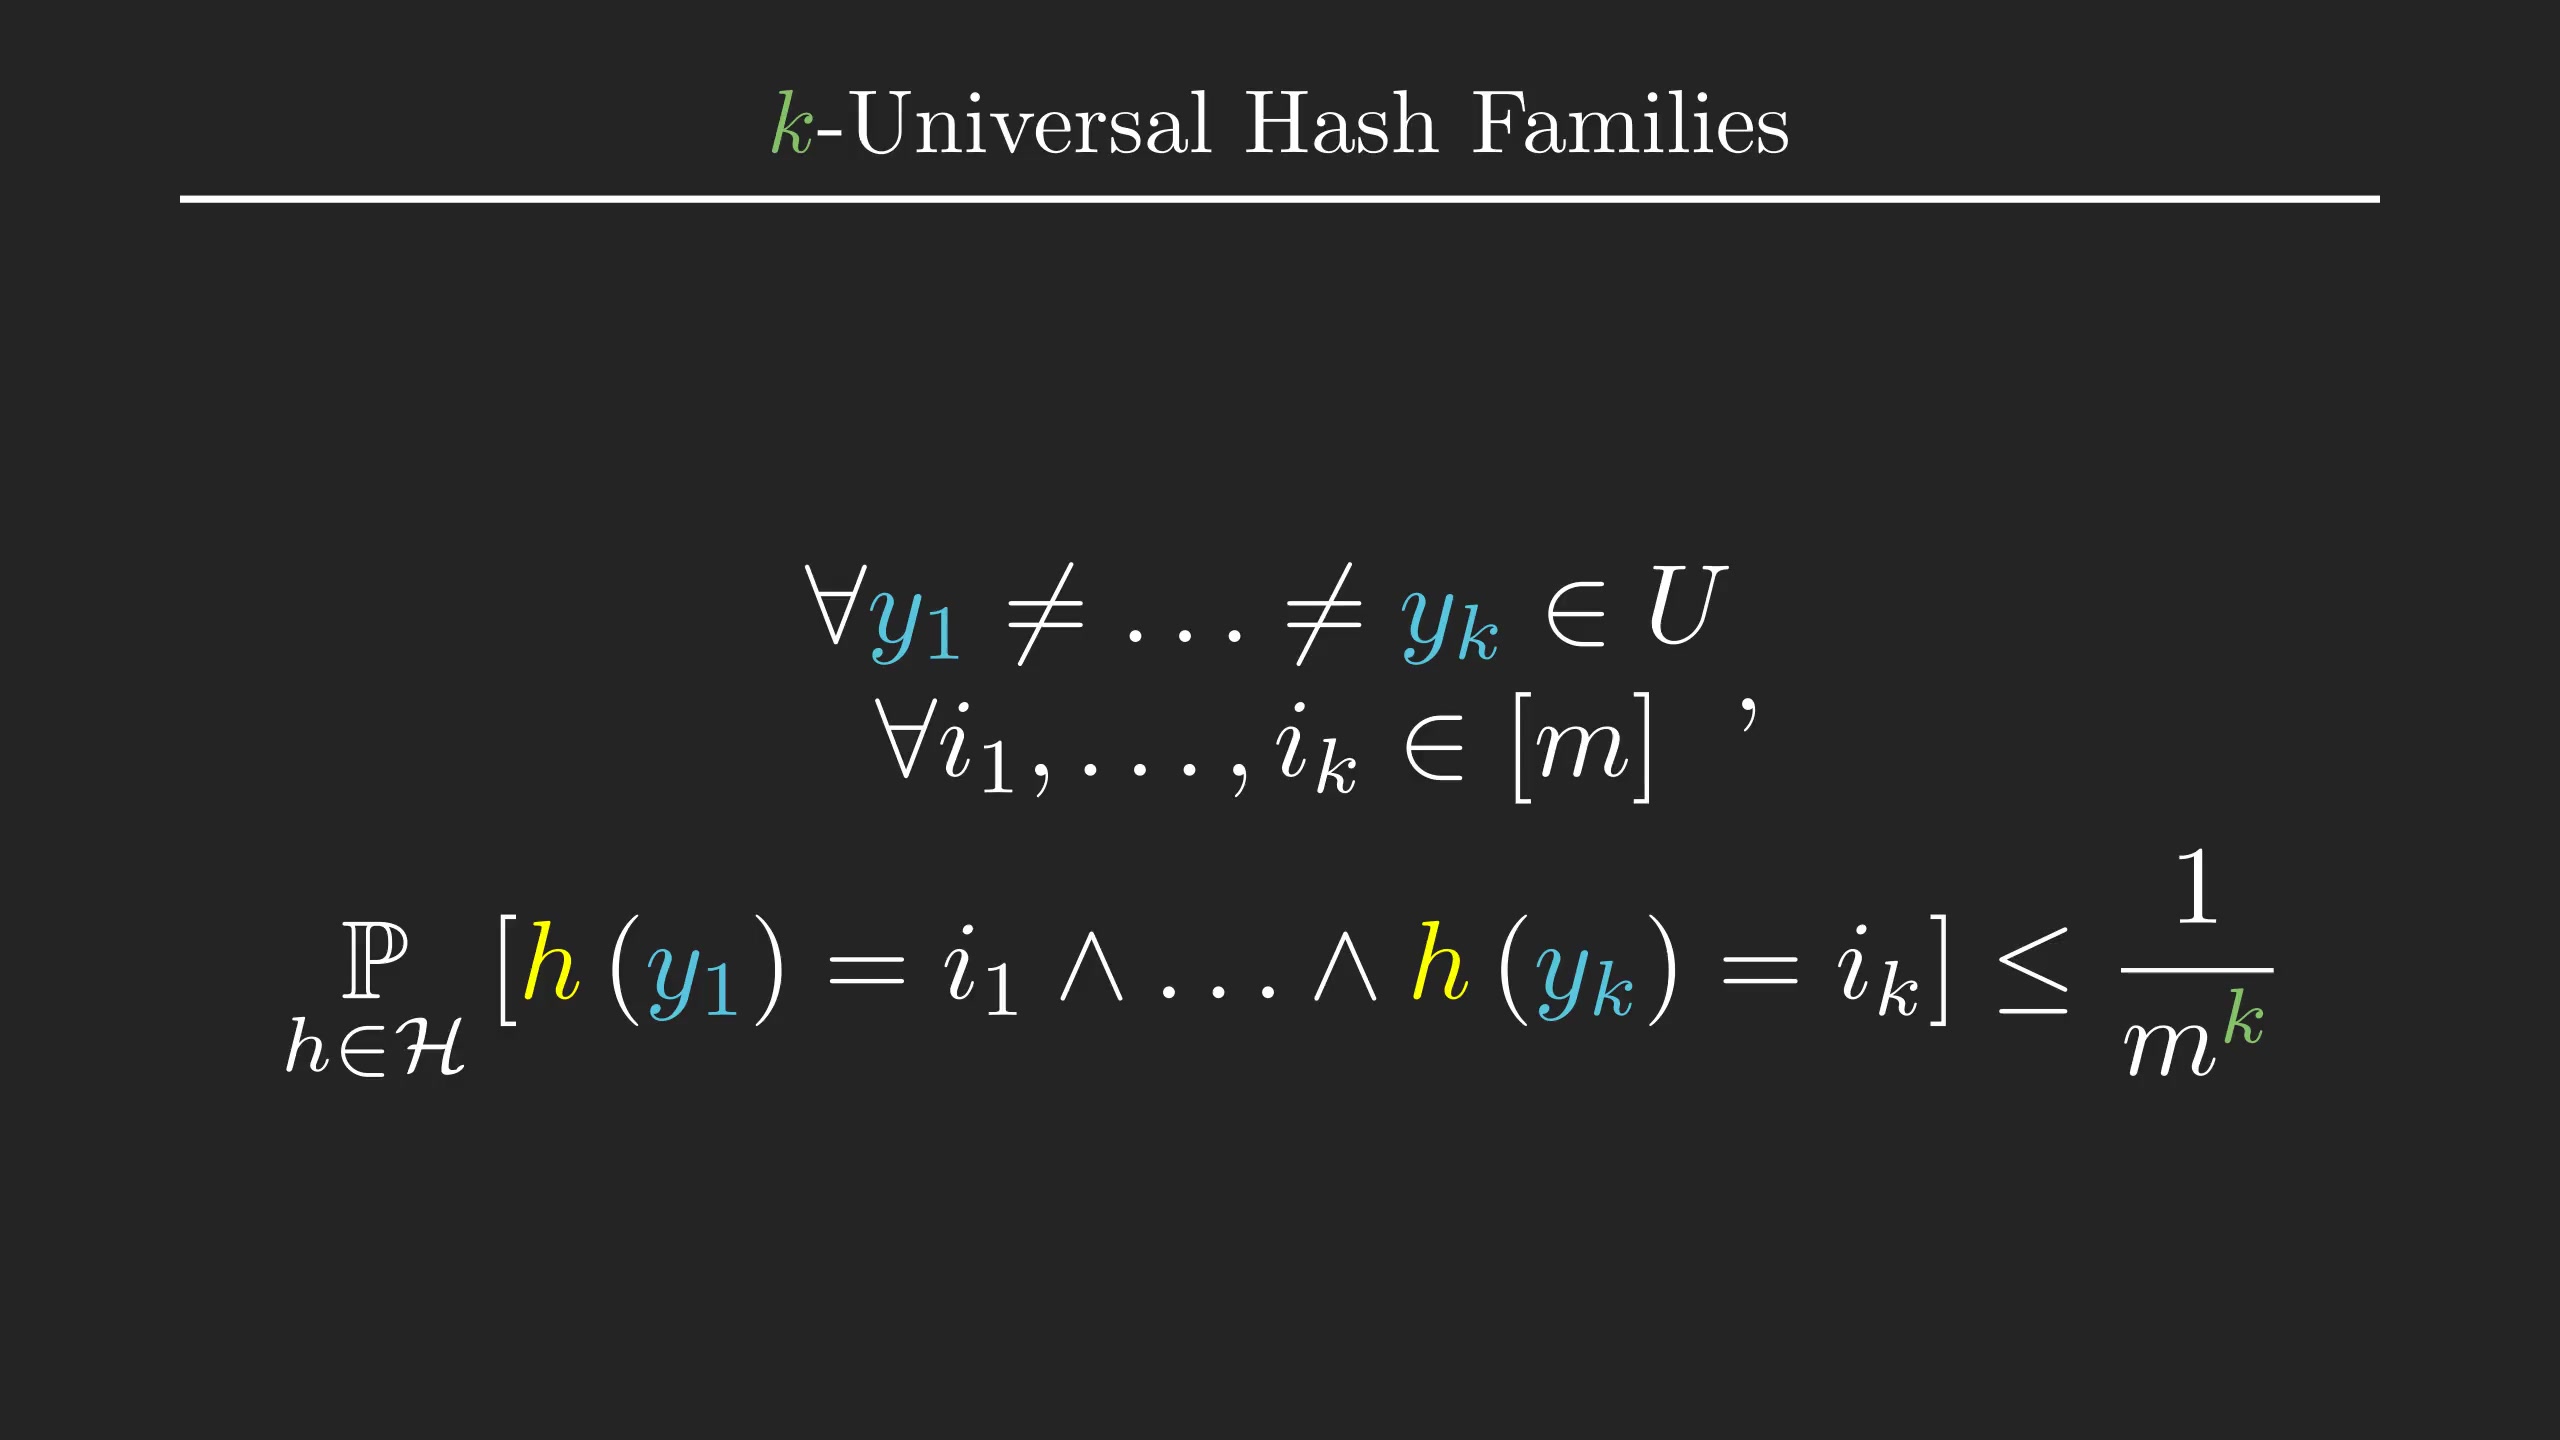 k-Universal Hash Families
∀y₁ ≠ … ≠ yₖ ∈ U
∀i₁, …, iₖ ∈ [m] ,
ℙ_{h∈ℋ} [h (y₁) = i₁ ∧ … ∧ h (yₖ) = iₖ] ≤ 1/mᵏ